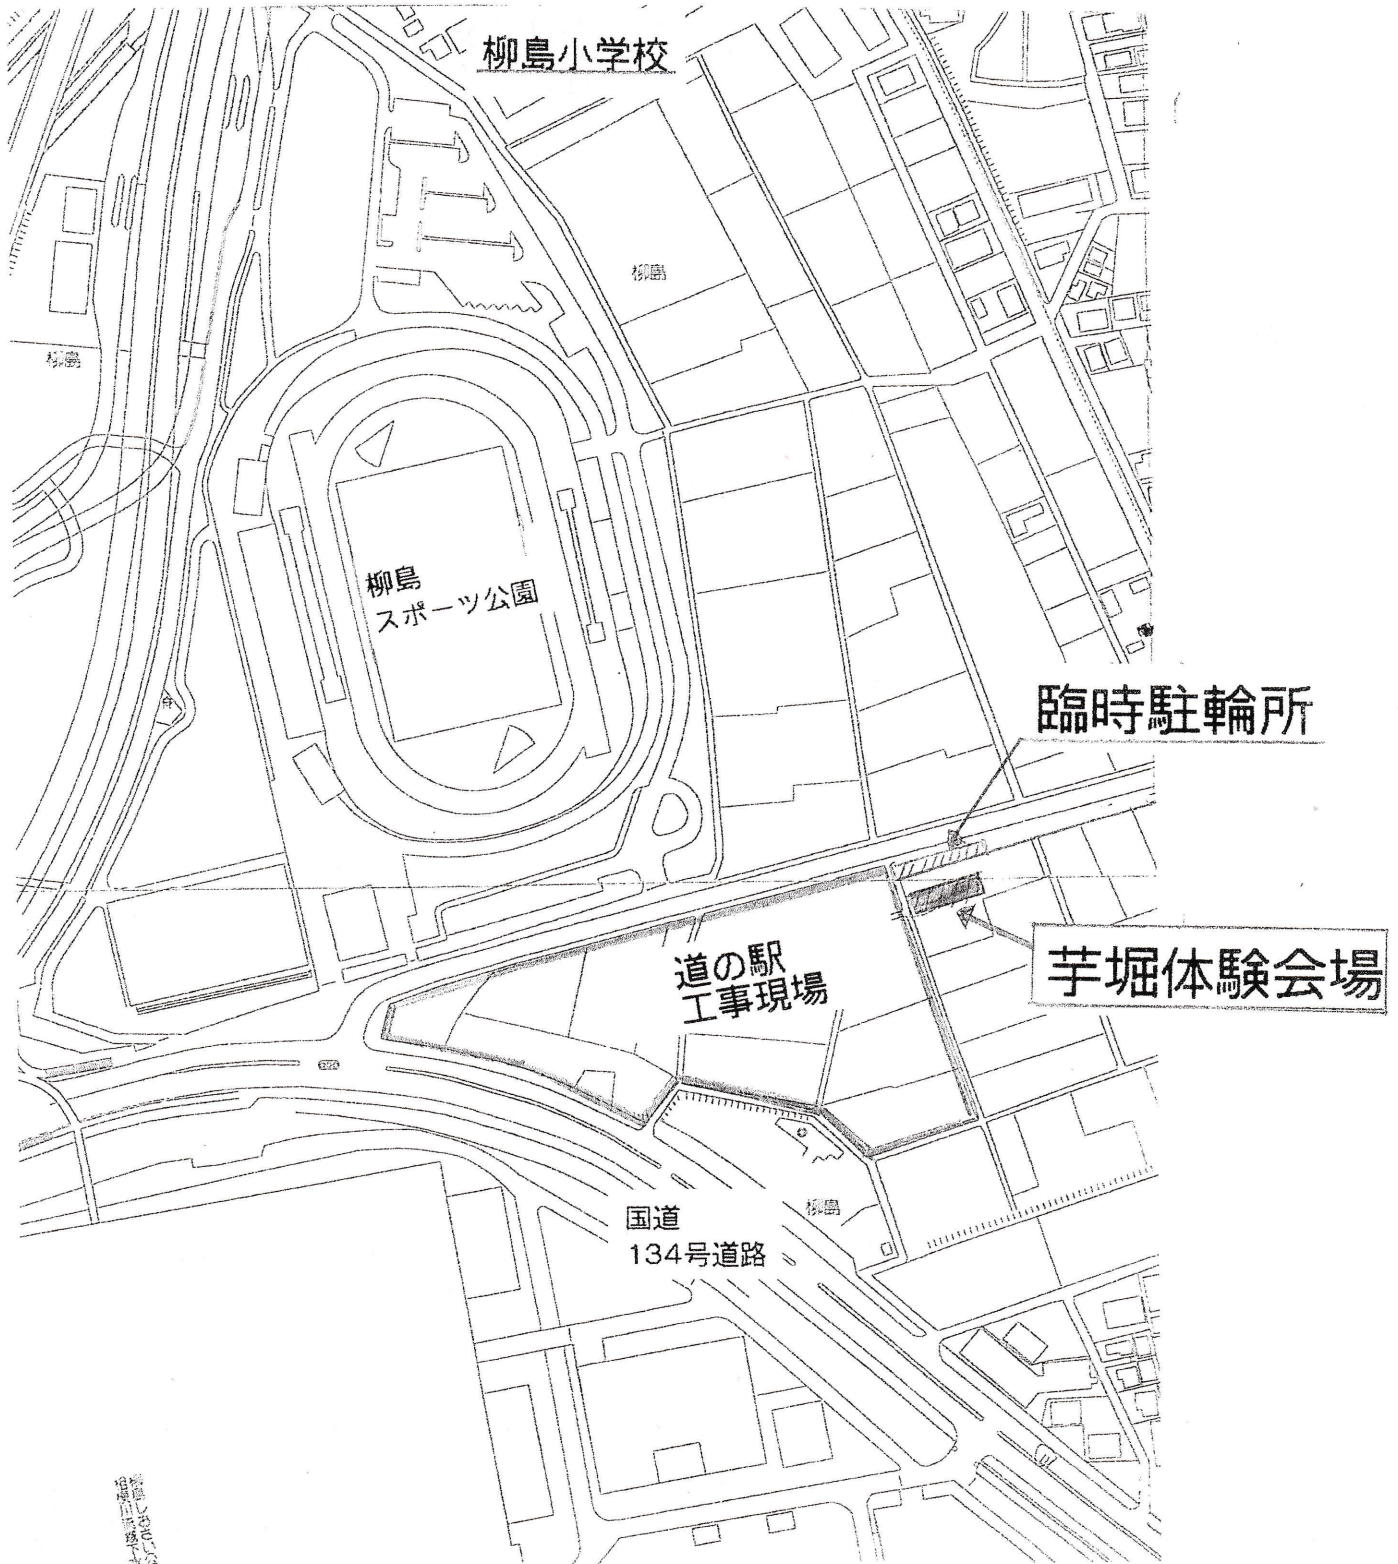 柳島小学校
柳島
柳島
柳島
スポーツ公園
臨時駐輪所
道の駅
工事現場
芋堀体験会場
柳島
国道
134号道路